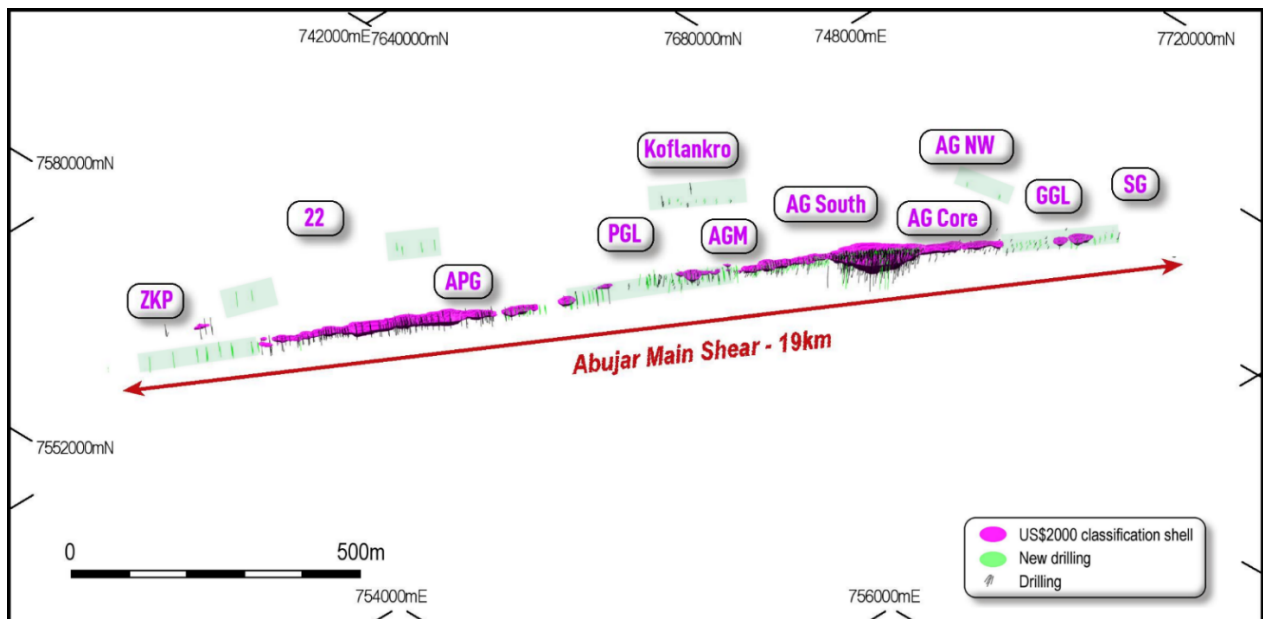 742000mE
7640000mN
7680000mN
748000mE
7720000mN
7580000mN
Koflankro
AG NW
22
PGL
AGM
AG South
AG Core
GGL
SG
ZKP
APG
Abujar Main Shear - 19km
7552000mN
0
500m
US$2000 classification shell
New drilling
Drilling
754000mE
756000mE